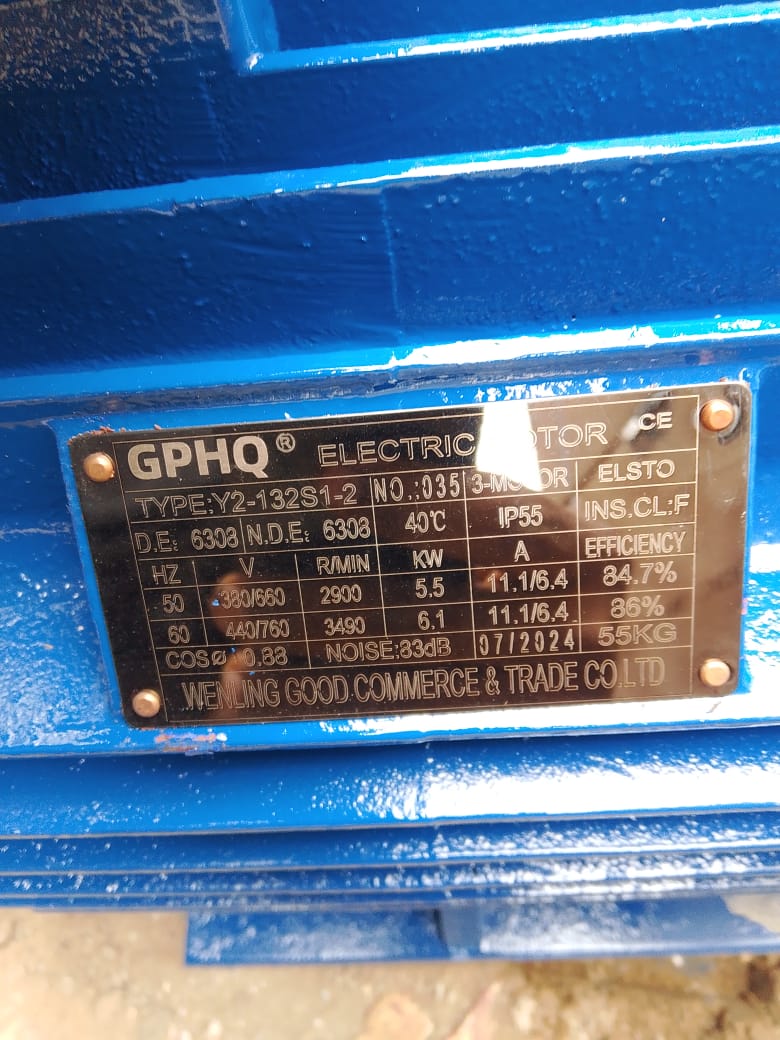 GPHQ® ELECTRIC MOTOR CE
TYPE:Y2-132S1-2 NO.:035 3-MOTOR ELSTO
D.E: 6308 N.D.E: 6308 40℃ IP55 INS.CL:F
HZ V R/MIN KW A EFFICIENCY
50 380/660 2900 5.5 11.1/6.4 84.7%
60 440/760 3490 6.1 11.1/6.4 86%
COSØ 0.88 NOISE:83dB 07/2024 55KG
WENLING GOOD COMMERCE & TRADE CO.LTD